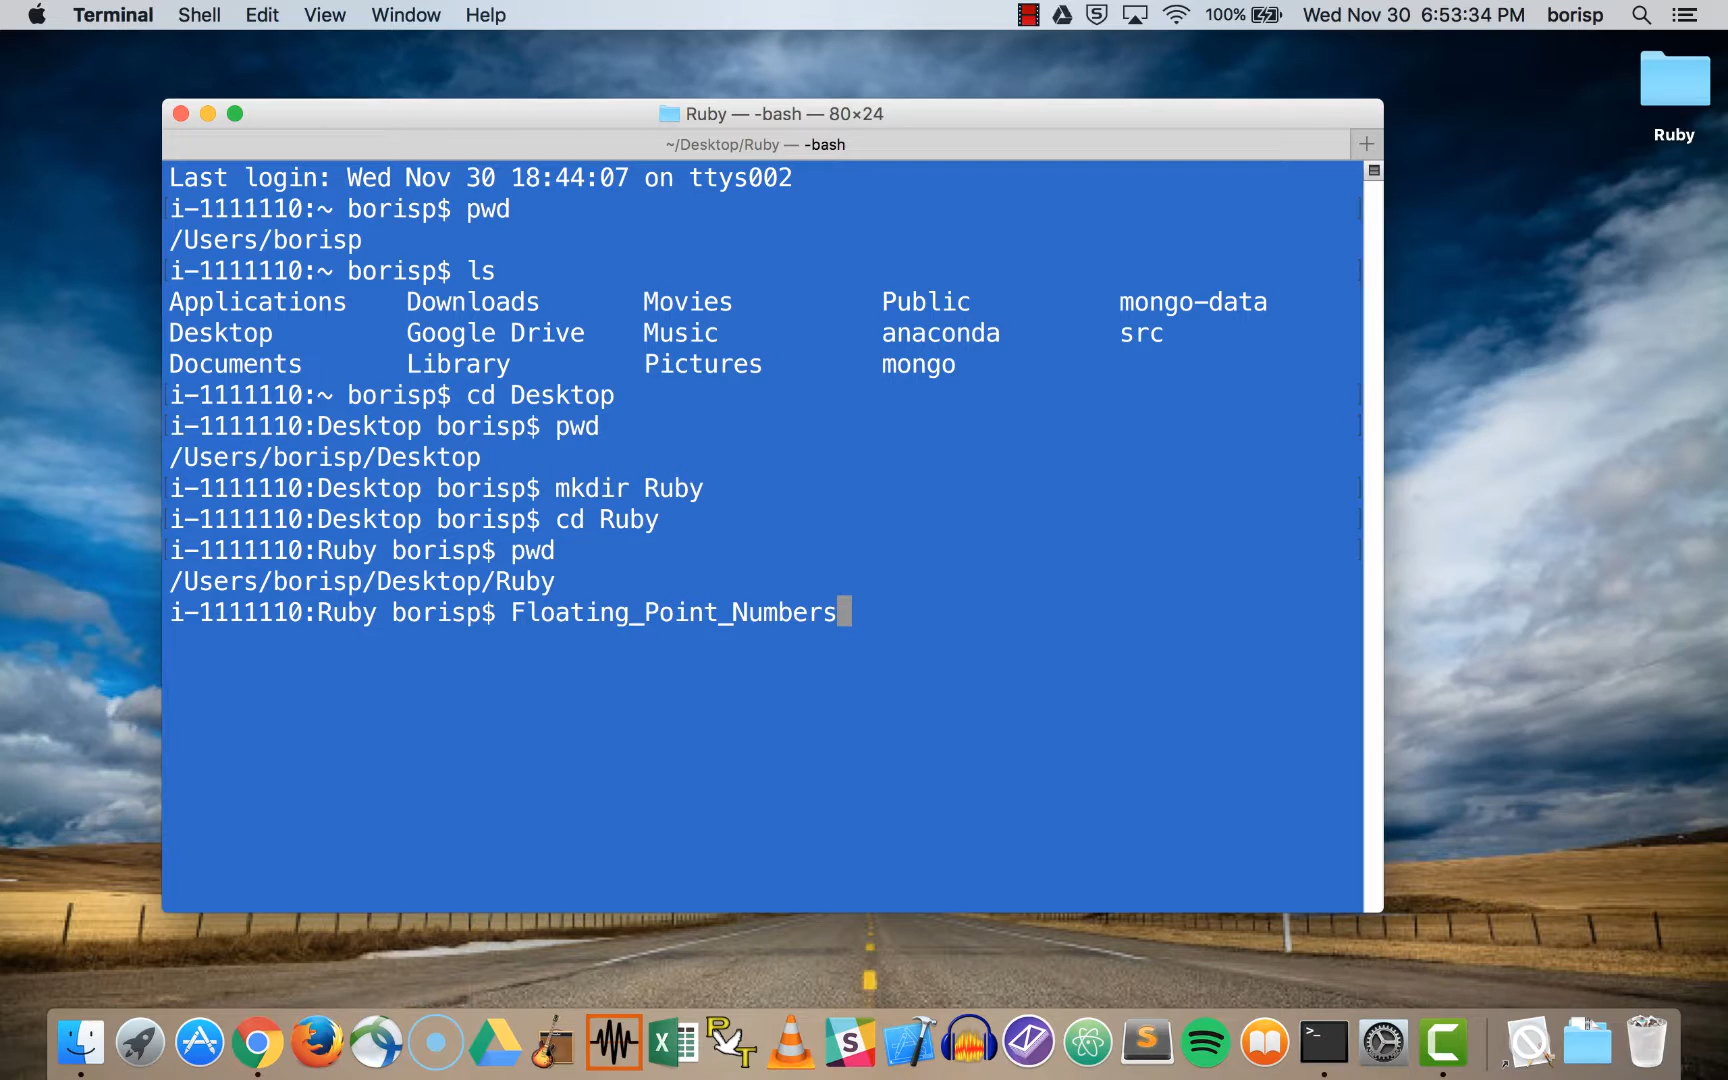 Terminal Shell Edit View Window Help 100% Wed Nov 30 6:53:34 PM borisp
Ruby
Ruby — -bash — 80×24
~/Desktop/Ruby — -bash
Last login: Wed Nov 30 18:44:07 on ttys002
i-1111110:~ borisp$ pwd
/Users/borisp
i-1111110:~ borisp$ ls
Applications Downloads Movies Public mongo-data
Desktop Google Drive Music anaconda src
Documents Library Pictures mongo
i-1111110:~ borisp$ cd Desktop
i-1111110:Desktop borisp$ pwd
/Users/borisp/Desktop
i-1111110:Desktop borisp$ mkdir Ruby
i-1111110:Desktop borisp$ cd Ruby
i-1111110:Ruby borisp$ pwd
/Users/borisp/Desktop/Ruby
i-1111110:Ruby borisp$ Floating_Point_Numbers